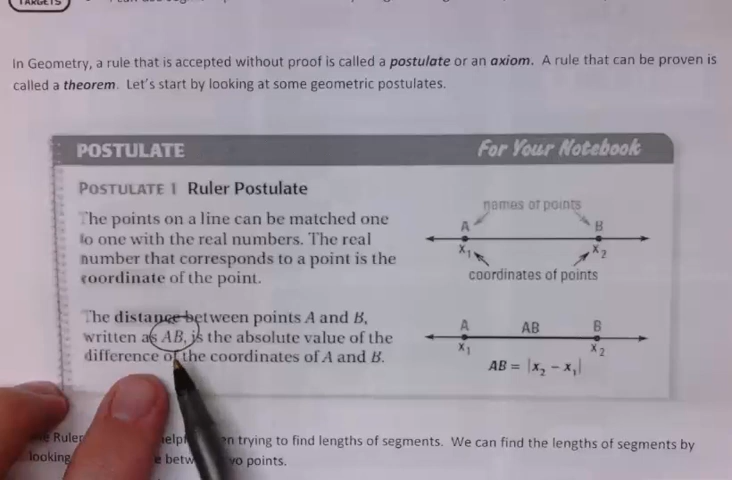 TARGETS
In Geometry, a rule that is accepted without proof is called a postulate or an axiom. A rule that can be proven is
called a theorem. Let's start by looking at some geometric postulates.
POSTULATE
For Your Notebook
POSTULATE 1 Ruler Postulate
The points on a line can be matched one
to one with the real numbers. The real
number that corresponds to a point is the
coordinate of the point.
names of points
A B
x₁ x₂
coordinates of points
The distance between points A and B,
written as AB, is the absolute value of the
difference of the coordinates of A and B.
A AB B
x₁ x₂
AB = |x₂ − x₁|
Ruler trying to find lengths of segments. We can find the lengths of segments by
looking points.